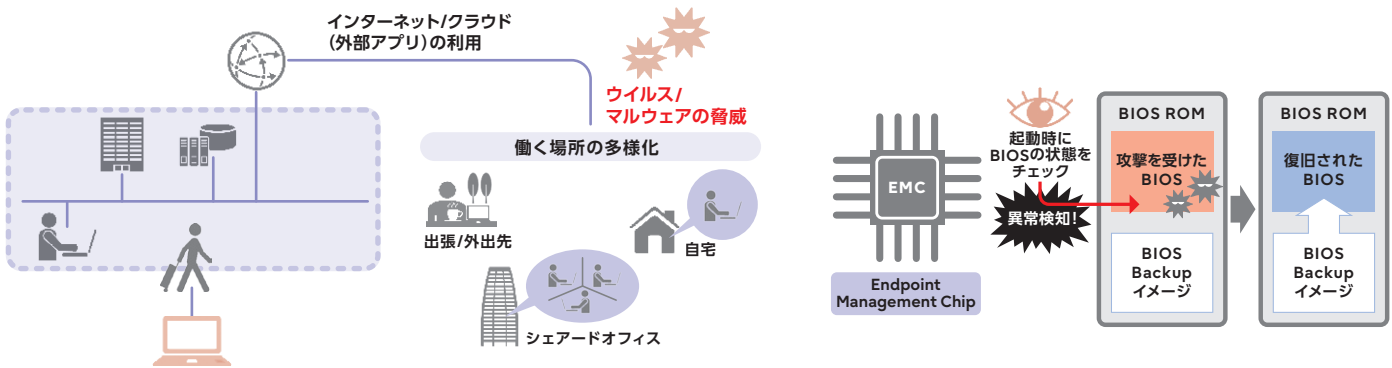 インターネット/クラウド
（外部アプリ）の利用
ウイルス/
マルウェアの脅威
働く場所の多様化
出張/外出先
自宅
シェアードオフィス
EMC
Endpoint
Management Chip
起動時に
BIOSの状態を
チェック
異常検知！
BIOS ROM
攻撃を受けた
BIOS
BIOS
Backup
イメージ
BIOS ROM
復旧された
BIOS
BIOS
Backup
イメージ